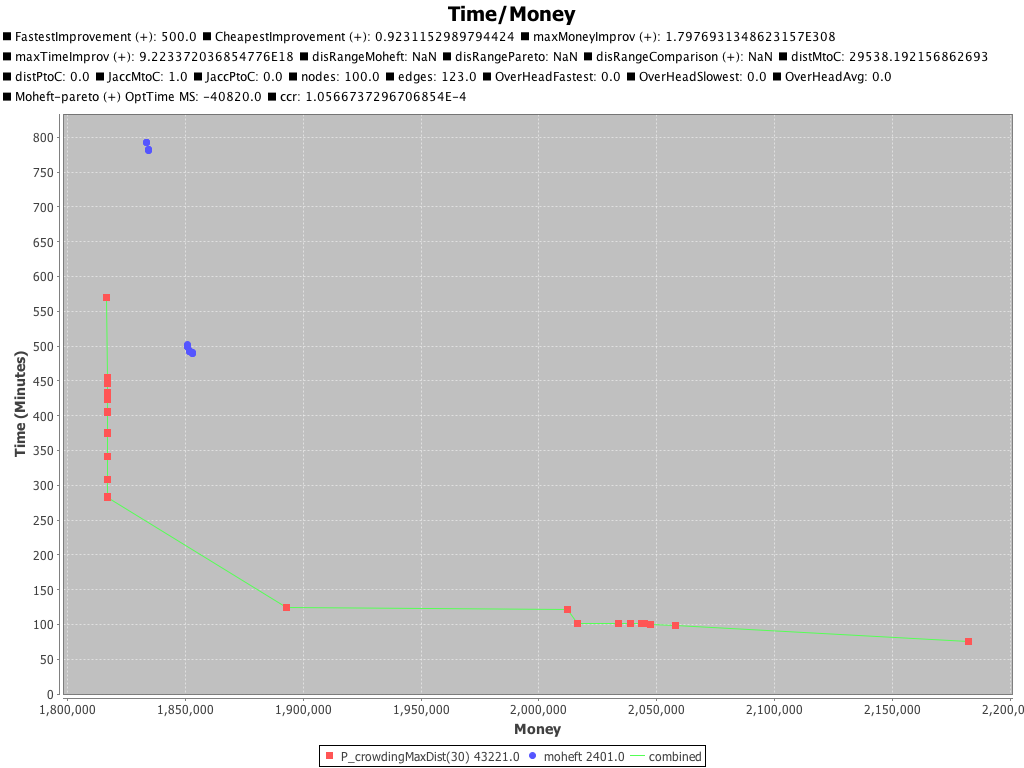 Time/Money
FastestImprovement (+): 500.0 CheapestImprovement (+): 0.9231152989794424 maxMoneyImprov (+): 1.7976931348623157E308
maxTimeImprov (+): 9.223372036854776E18 disRangeMoheft: NaN disRangePareto: NaN disRangeComparison (+): NaN distMtoC: 29538.192156862693
distPtoC: 0.0 JaccMtoC: 1.0 JaccPtoC: 0.0 nodes: 100.0 edges: 123.0 OverHeadFastest: 0.0 OverHeadSlowest: 0.0 OverHeadAvg: 0.0
Moheft-pareto (+) OptTime MS: -40820.0 ccr: 1.0566737296706854E-4
800
750
700
650
600
550
500
450
400
350
300
250
200
150
100
50
0
Time (Minutes)
1,800,000 1,850,000 1,900,000 1,950,000 2,000,000 2,050,000 2,100,000 2,150,000 2,200,0
Money
P_crowdingMaxDist(30) 43221.0 moheft 2401.0 combined